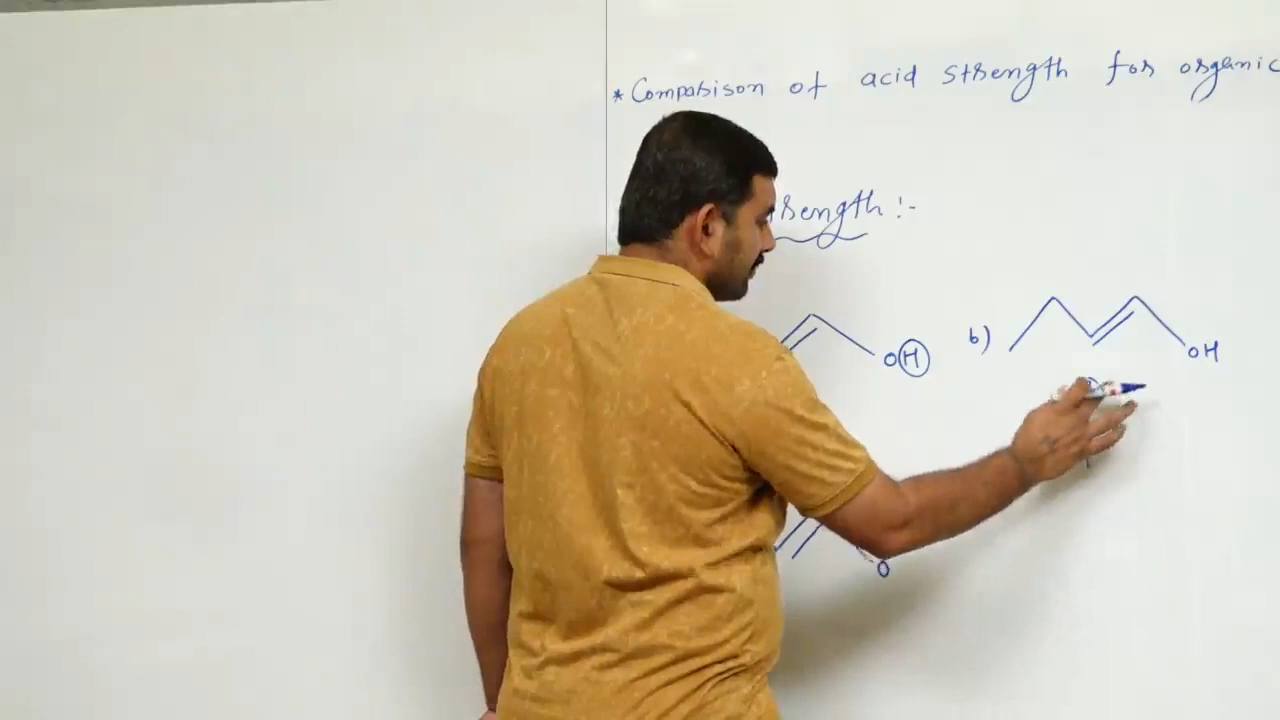 * Comparison of acid strength for organic
strength :-
OH b) OH
O